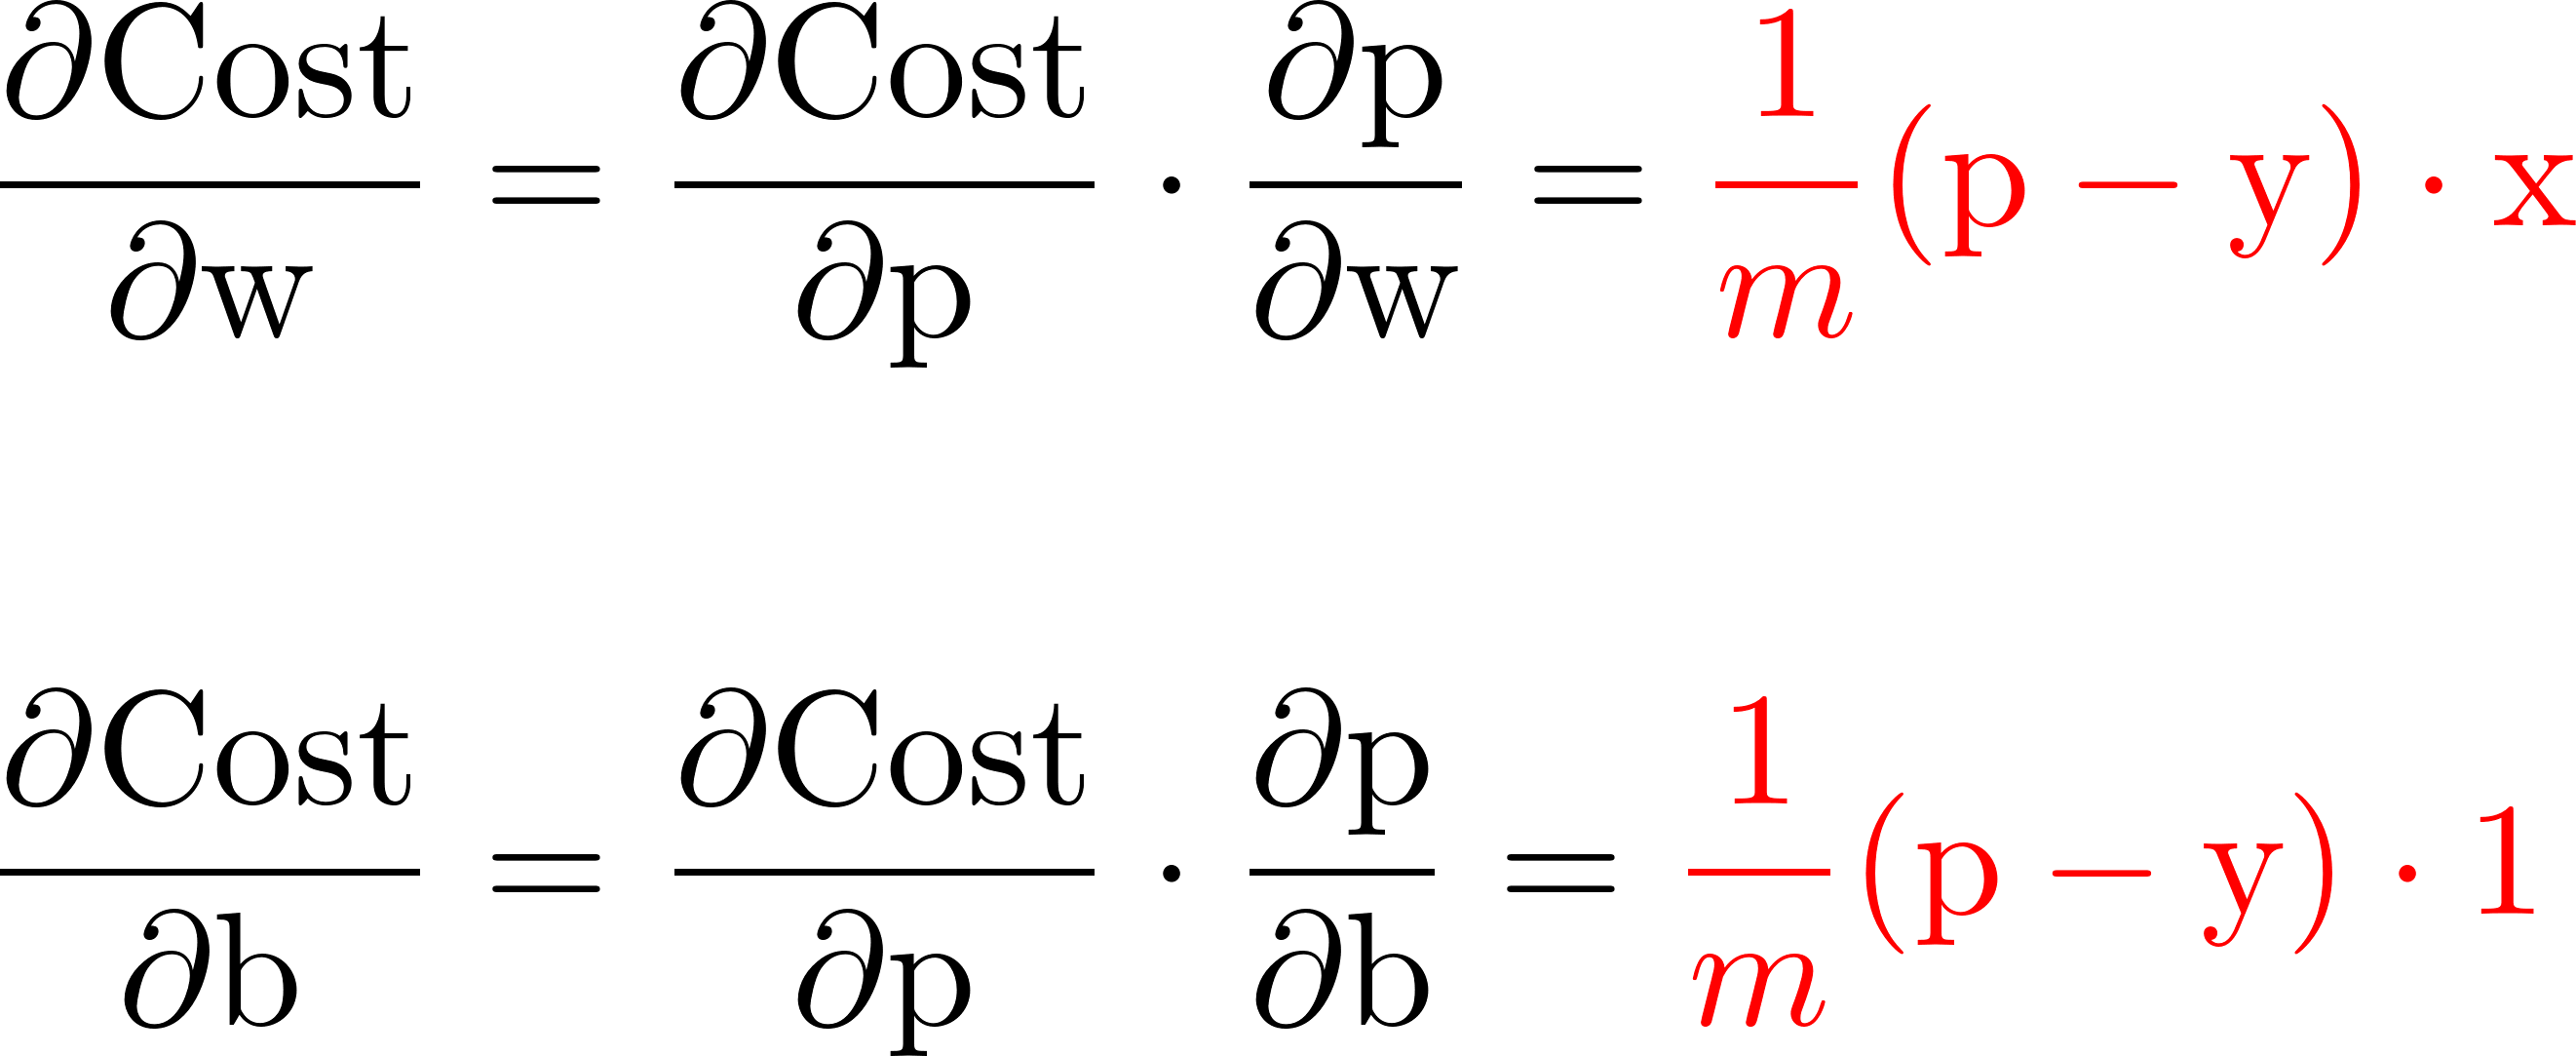 ∂Cost/∂w = ∂Cost/∂p · ∂p/∂w = 1/m (p − y) · x
∂Cost/∂b = ∂Cost/∂p · ∂p/∂b = 1/m (p − y) · 1